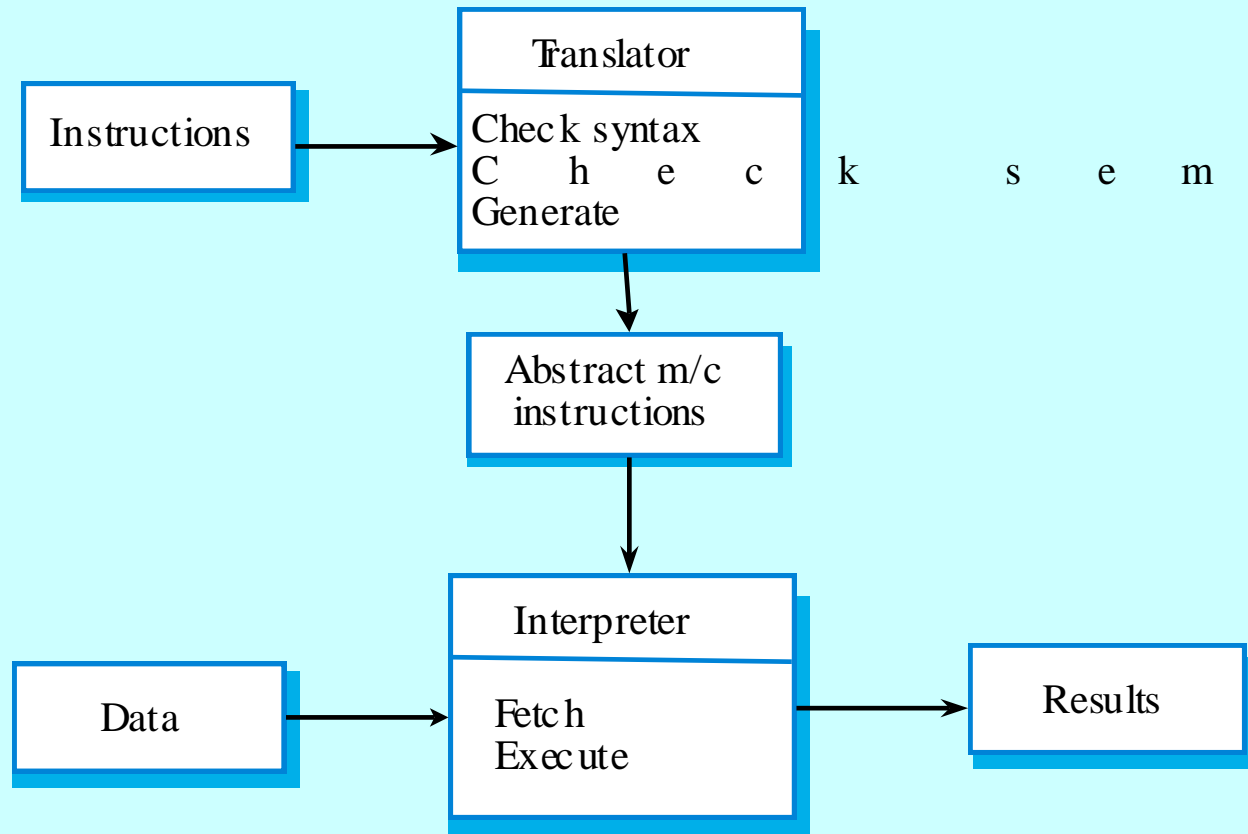 Translator
Instructions
Check syntax
C h e c k s e m
Generate
Abstract m/c
instructions
Interpreter
Data
Fetch
Execute
Results